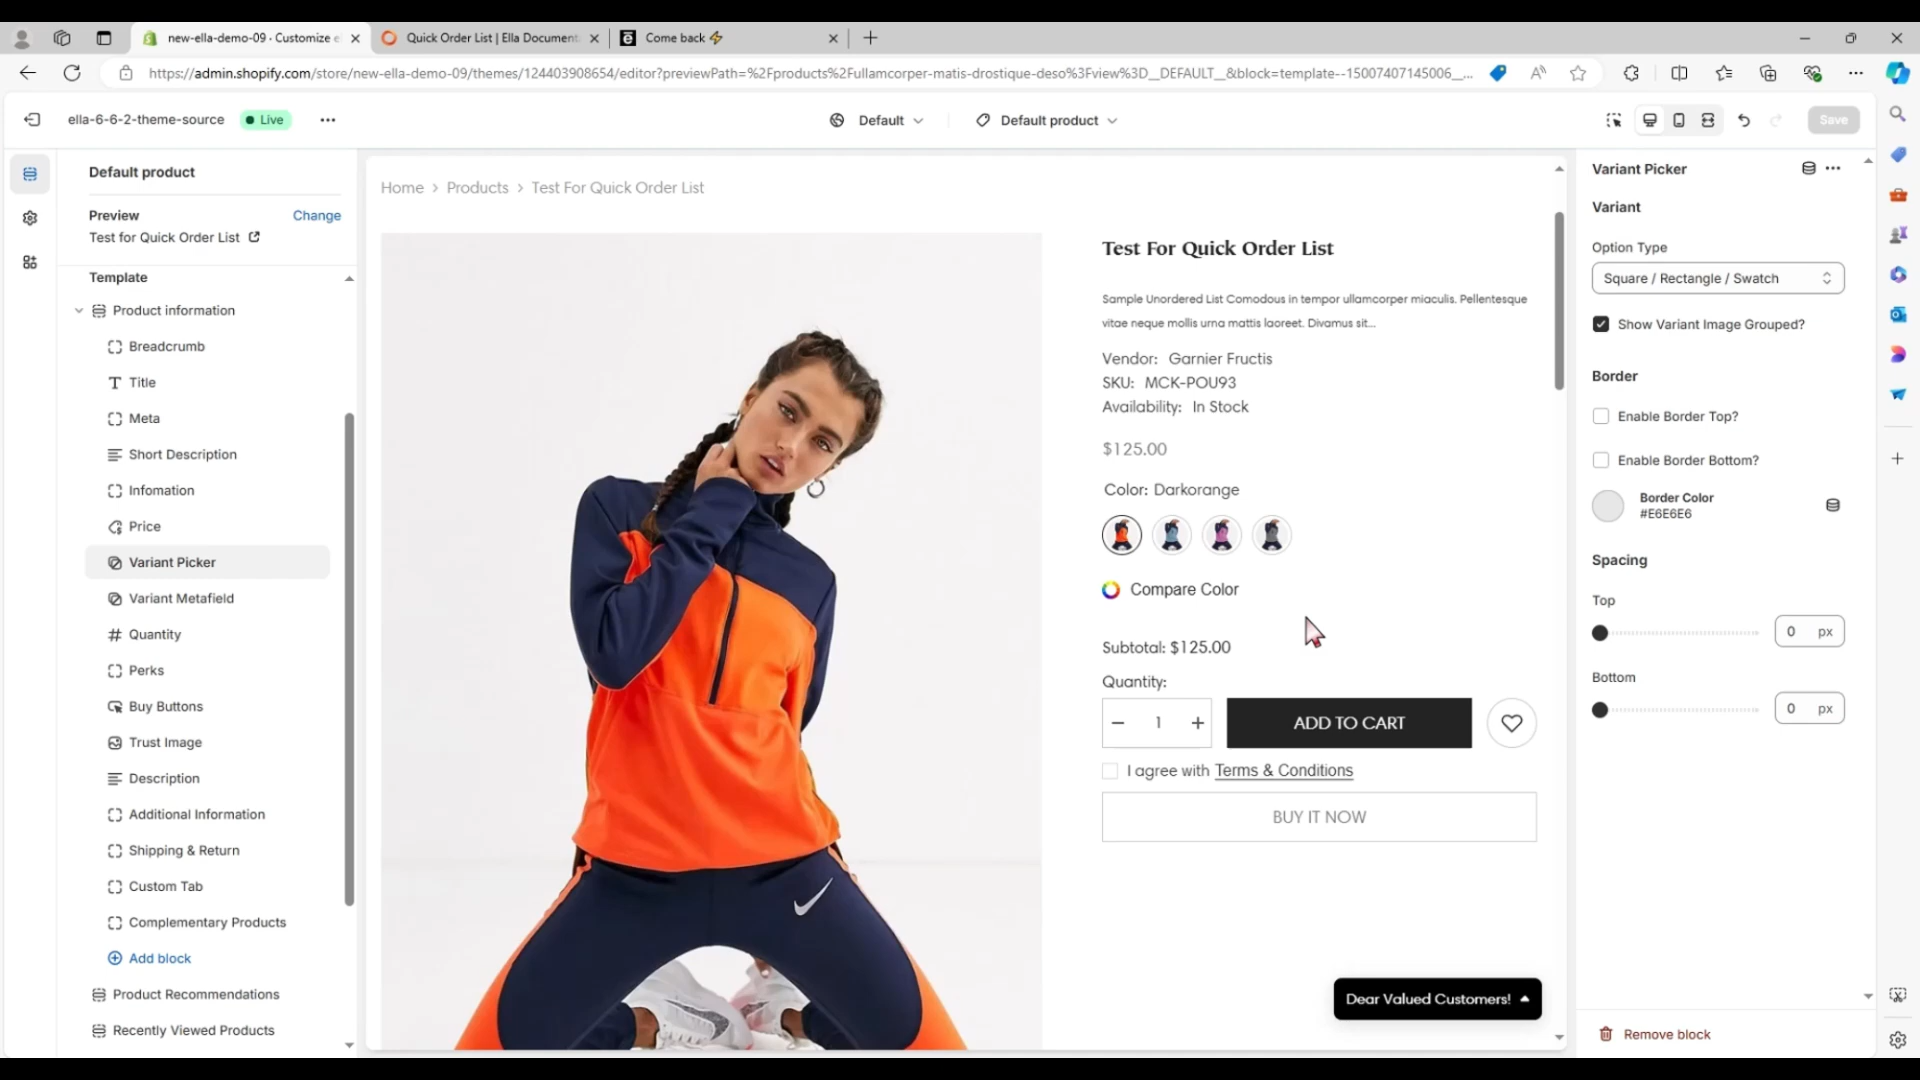 new-ella-demo-09 · Customize e
Quick Order List | Ella Document
Come back ⚡
https://admin.shopify.com/store/new-ella-demo-09/themes/124403908654/editor?previewPath=%2Fproducts%2Fullamcorper-matis-drostique-deso%3Fview%3D__DEFAULT__&block=template--15007407145006__...
ella-6-6-2-theme-source
Live
Default
Default product
Save
Default product
Preview
Change
Test for Quick Order List
Template
Product information
Breadcrumb
Title
Meta
Short Description
Infomation
Price
Variant Picker
Variant Metafield
Quantity
Perks
Buy Buttons
Trust Image
Description
Additional Information
Shipping & Return
Custom Tab
Complementary Products
Add block
Product Recommendations
Recently Viewed Products
Home › Products › Test For Quick Order List
Test For Quick Order List
Sample Unordered List Comodous in tempor ullamcorper miaculis. Pellentesque
vitae neque mollis urna mattis laoreet. Divamus sit...
Vendor: Garnier Fructis
SKU: MCK-POU93
Availability: In Stock
$125.00
Color: Darkorange
Compare Color
Subtotal: $125.00
Quantity:
− 1 +
ADD TO CART
I agree with Terms & Conditions
BUY IT NOW
Dear Valued Customers!
Variant Picker
Variant
Option Type
Square / Rectangle / Swatch
Show Variant Image Grouped?
Border
Enable Border Top?
Enable Border Bottom?
Border Color
#E6E6E6
Spacing
Top
0 px
Bottom
0 px
Remove block